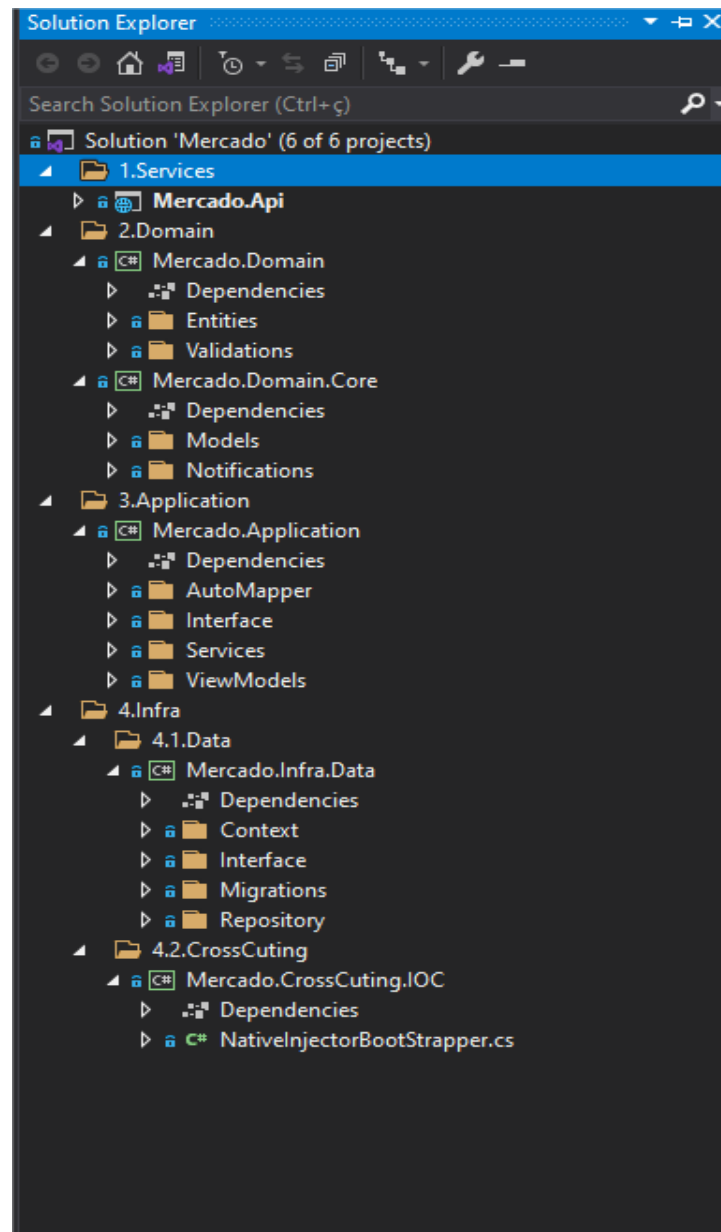 Solution Explorer
Search Solution Explorer (Ctrl+ç)
Solution 'Mercado' (6 of 6 projects)
1.Services
Mercado.Api
2.Domain
C# Mercado.Domain
Dependencies
Entities
Validations
C# Mercado.Domain.Core
Dependencies
Models
Notifications
3.Application
C# Mercado.Application
Dependencies
AutoMapper
Interface
Services
ViewModels
4.Infra
4.1.Data
C# Mercado.Infra.Data
Dependencies
Context
Interface
Migrations
Repository
4.2.CrossCuting
C# Mercado.CrossCuting.IOC
Dependencies
C# NativeInjectorBootStrapper.cs